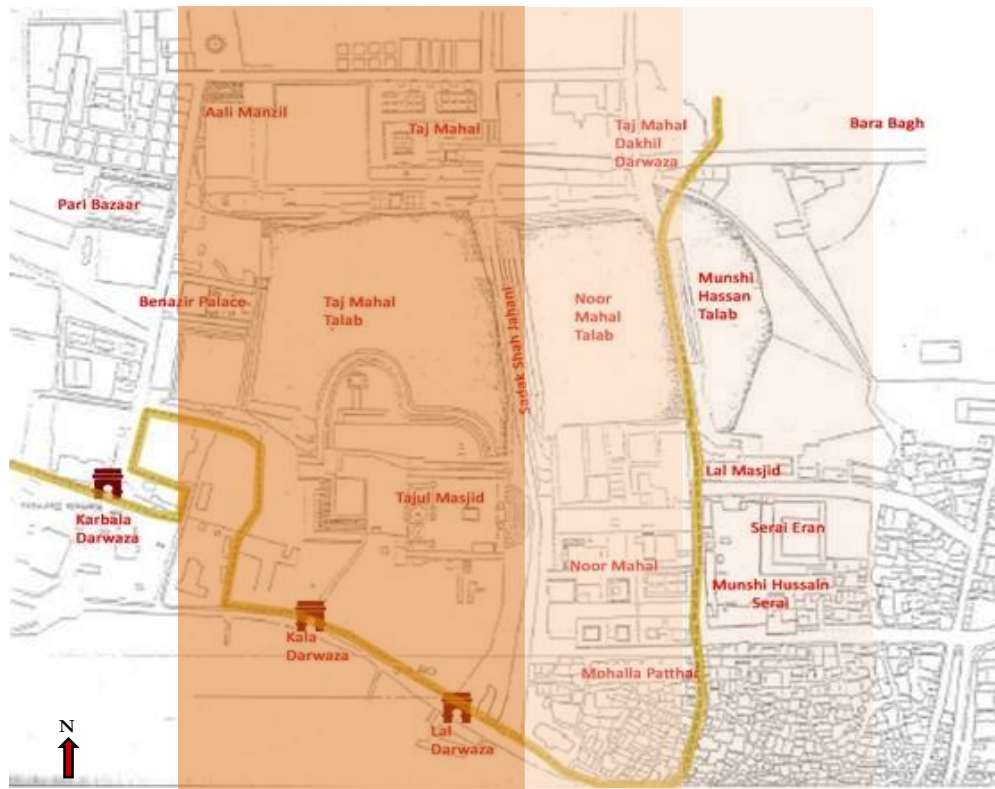 Aali Manzil
Taj Mahal
Taj Mahal
Dakhil
Darwaza
Bara Bagh
Pari Bazaar
Benazir Palace
Taj Mahal
Talab
Sadak Shah Jahani
Noor
Mahal
Talab
Munshi
Hassan
Talab
Lal Masjid
Karbala
Darwaza
Tajul Masjid
Serai Eran
Noor Mahal
Munshi Hussain
Serai
Kala
Darwaza
Mohalla Patthar
Lal
Darwaza
N